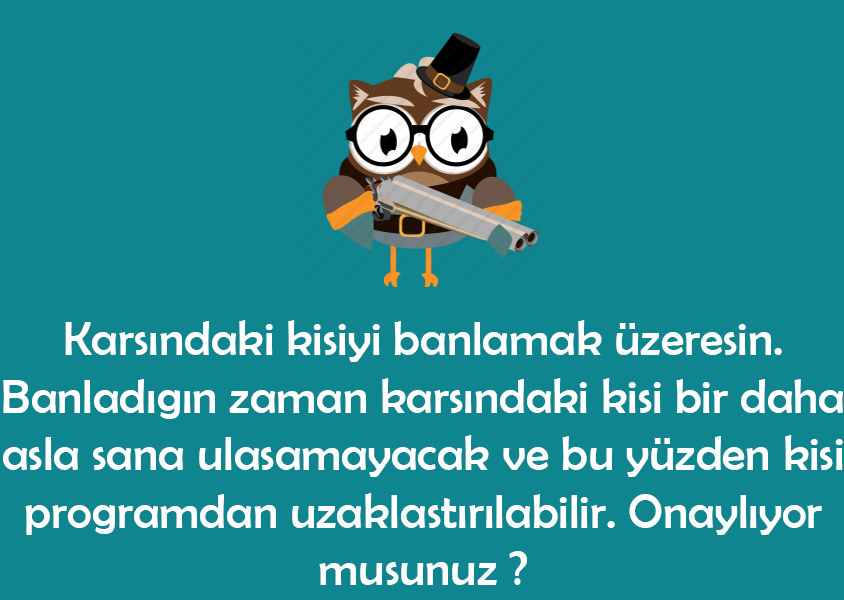 Karsındaki kisiyi banlamak üzeresin.
Banladıgın zaman karsındaki kisi bir daha
asla sana ulasamayacak ve bu yüzden kisi
programdan uzaklastırılabilir. Onaylıyor
musunuz ?